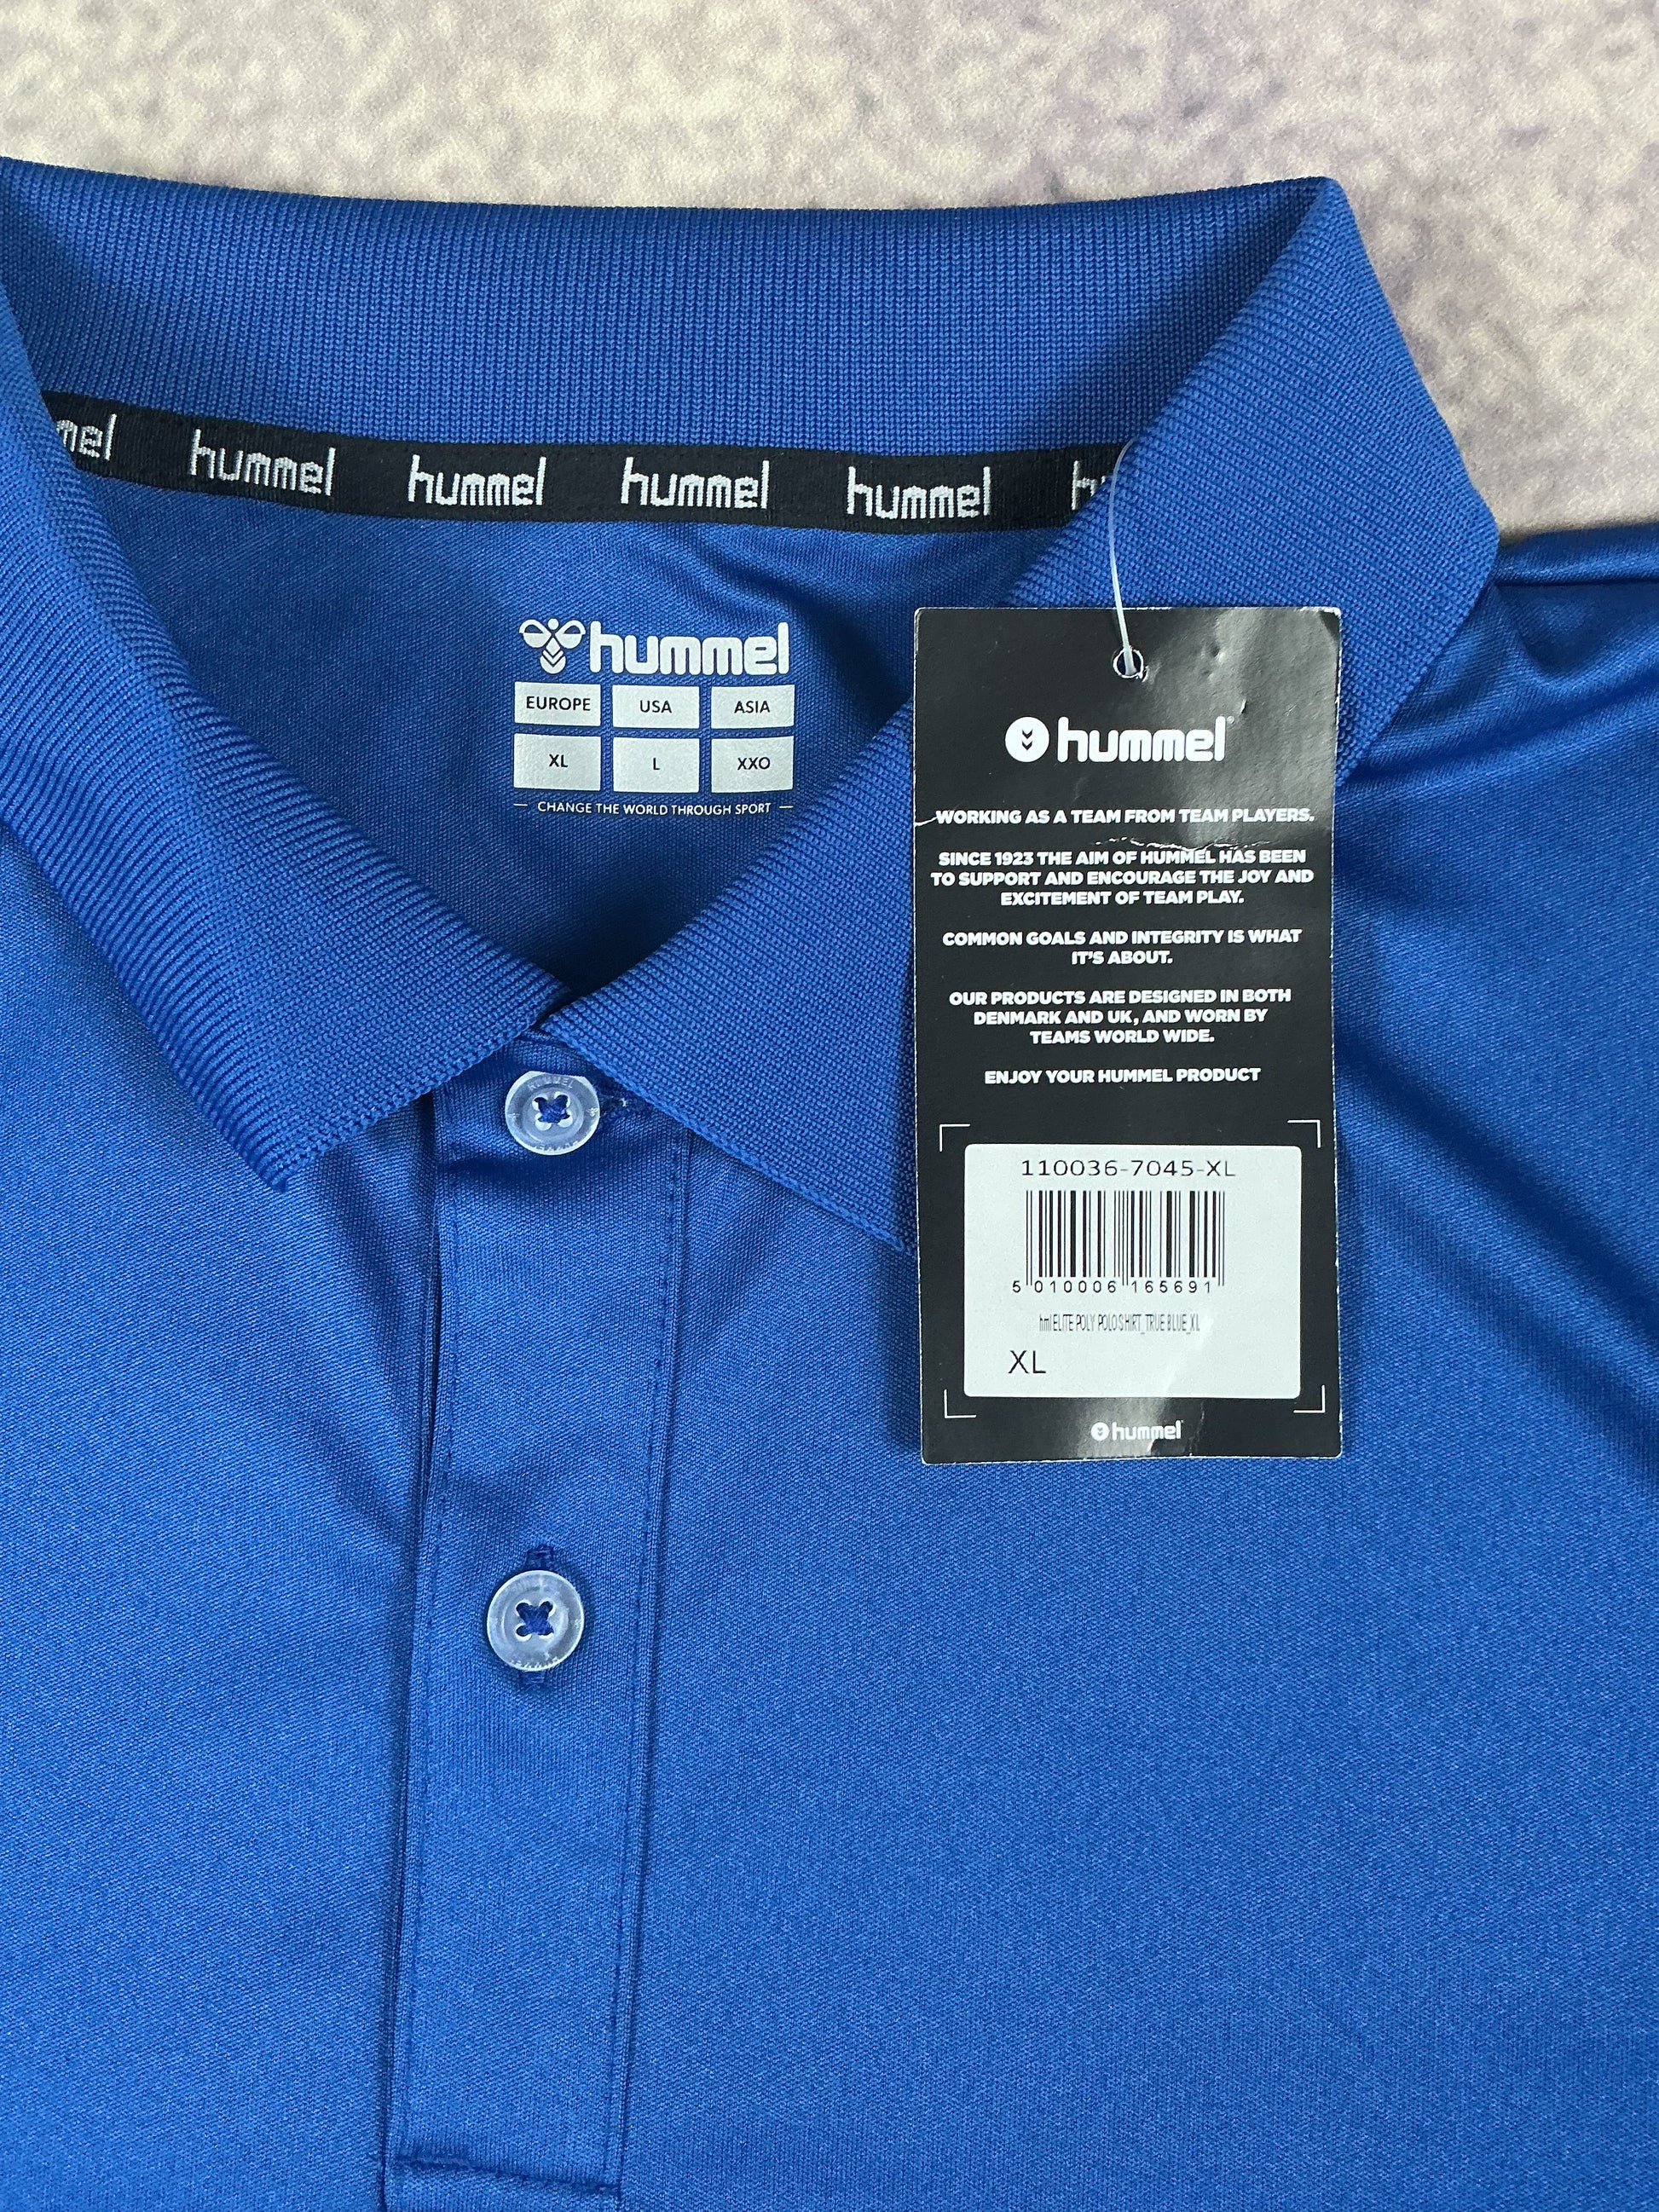 mel hummel hummel hummel hummel h
hummel
EUROPE USA ASIA
XL L XXO
CHANGE THE WORLD THROUGH SPORT
hummel
WORKING AS A TEAM FROM TEAM PLAYERS.
SINCE 1923 THE AIM OF HUMMEL HAS BEEN
TO SUPPORT AND ENCOURAGE THE JOY AND
EXCITEMENT OF TEAM PLAY.
COMMON GOALS AND INTEGRITY IS WHAT
IT'S ABOUT.
OUR PRODUCTS ARE DESIGNED IN BOTH
DENMARK AND UK, AND WORN BY
TEAMS WORLD WIDE.
ENJOY YOUR HUMMEL PRODUCT
110036-7045-XL
5 010006 165691
hml ELITE POLY POLO SHIRT_TRUE BLUE_XL
XL
hummel
HUMMEL